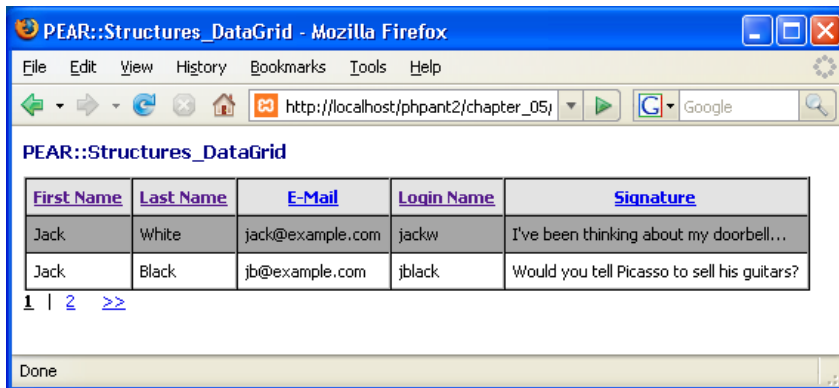 PEAR::Structures_DataGrid - Mozilla Firefox
File Edit View History Bookmarks Tools Help
http://localhost/phpant2/chapter_05/ G Google
PEAR::Structures_DataGrid
First Name Last Name E-Mail Login Name Signature
Jack White jack@example.com jackw I've been thinking about my doorbell...
Jack Black jb@example.com jblack Would you tell Picasso to sell his guitars?
1 | 2 >>
Done